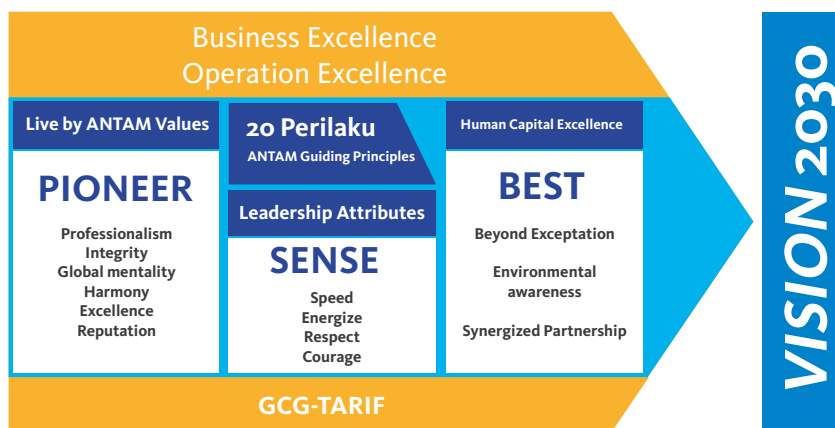 Business Excellence
Operation Excellence
Live by ANTAM Values
PIONEER
Professionalism
Integrity
Global mentality
Harmony
Excellence
Reputation
20 Perilaku
ANTAM Guiding Principles
Leadership Attributes
SENSE
Speed
Energize
Respect
Courage
Human Capital Excellence
BEST
Beyond Exceptation
Environmental
awareness
Synergized Partnership
GCG-TARIF
VISION 2030